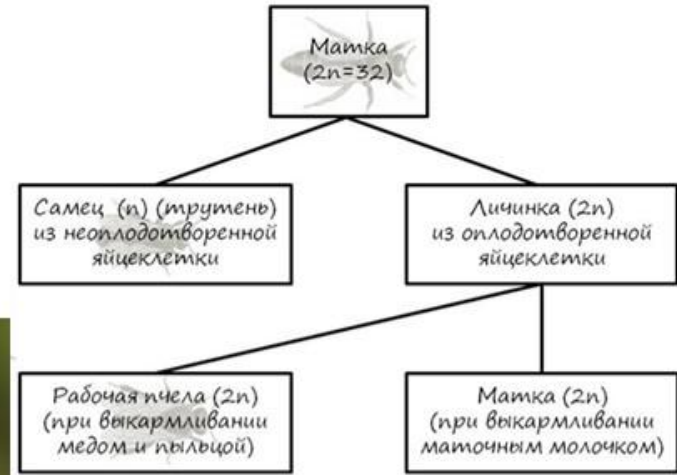 Матка
(2n=32)
Самец (n) (трутень)
из неоплодотворенной
яйцеклетки
Личинка (2n)
из оплодотворенной
яйцеклетки
Рабочая пчела (2n)
(при выкармливании
медом и пыльцой)
Матка (2n)
(при выкармливании
маточным молочком)